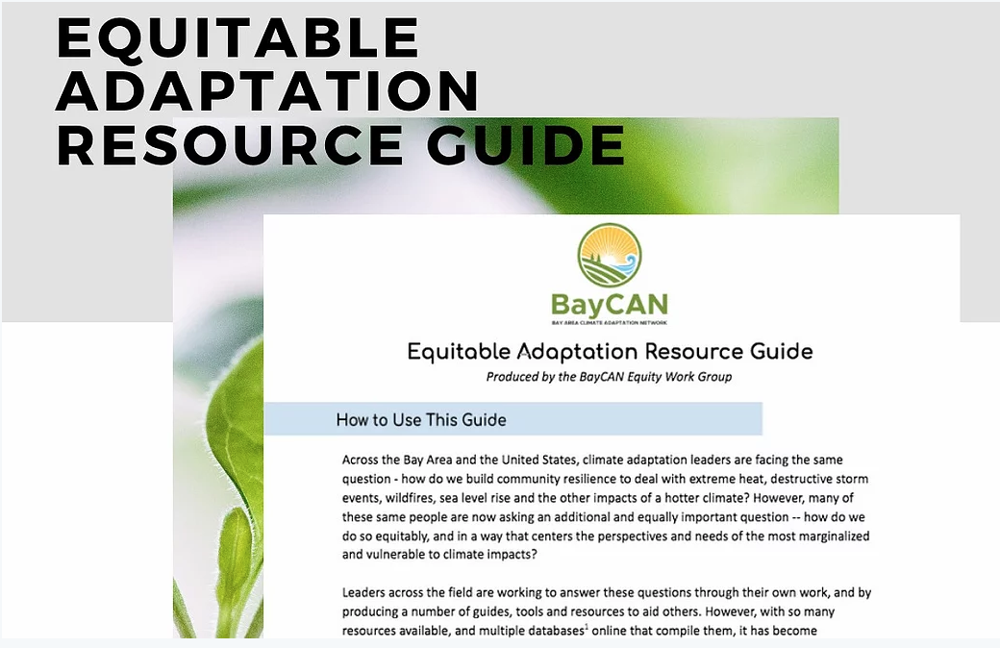 EQUITABLE
ADAPTATION
RESOURCE GUIDE
BayCAN
BAY AREA CLIMATE ADAPTATION NETWORK
Equitable Adaptation Resource Guide
Produced by the BayCAN Equity Work Group
How to Use This Guide
Across the Bay Area and the United States, climate adaptation leaders are facing the same
question - how do we build community resilience to deal with extreme heat, destructive storm
events, wildfires, sea level rise and the other impacts of a hotter climate? However, many of
these same people are now asking an additional and equally important question -- how do we
do so equitably, and in a way that centers the perspectives and needs of the most marginalized
and vulnerable to climate impacts?
Leaders across the field are working to answer these questions through their own work, and by
producing a number of guides, tools and resources to aid others. However, with so many
resources available, and multiple databases¹ online that compile them, it has become